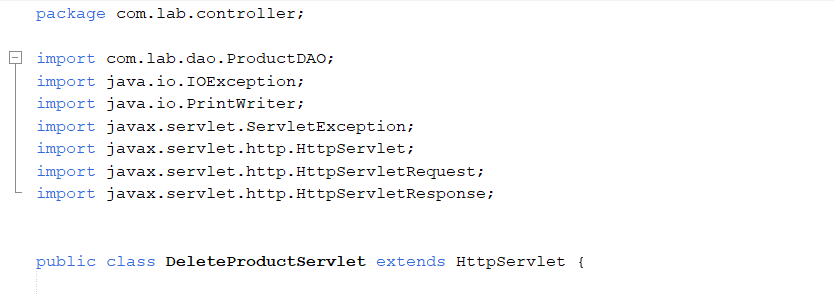 package com.lab.controller;
import com.lab.dao.ProductDAO;
import java.io.IOException;
import java.io.PrintWriter;
import javax.servlet.ServletException;
import javax.servlet.http.HttpServlet;
import javax.servlet.http.HttpServletRequest;
import javax.servlet.http.HttpServletResponse;
public class DeleteProductServlet extends HttpServlet {